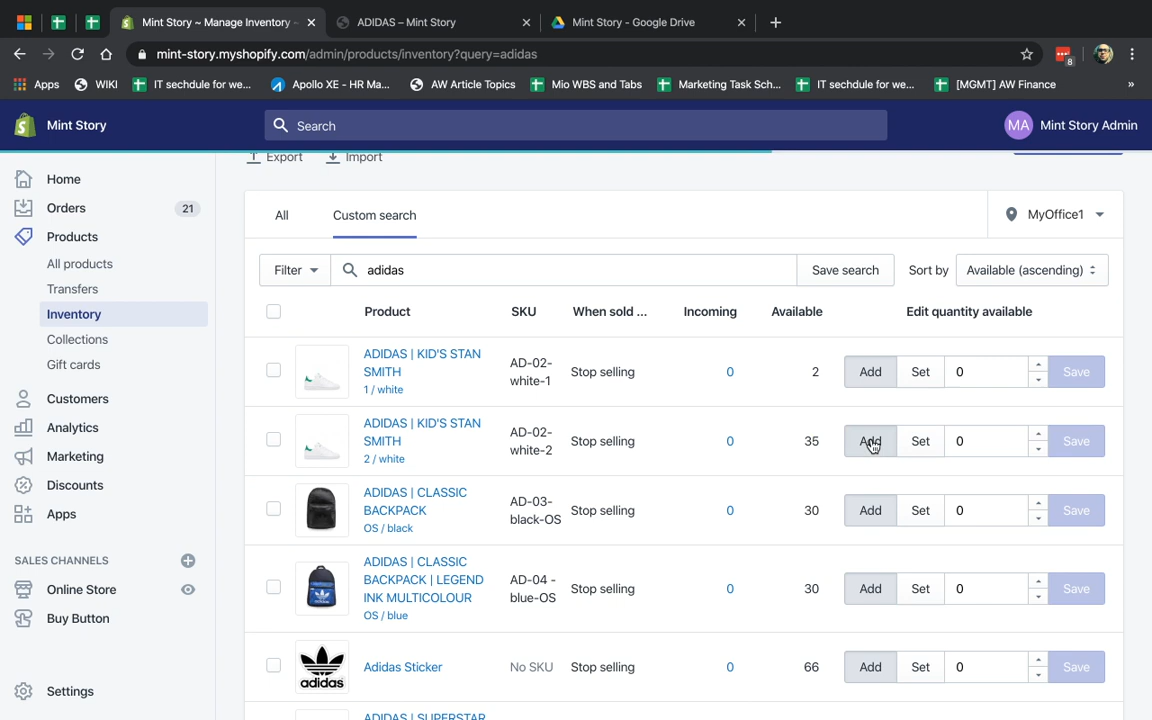 Mint Story ~ Manage Inventory ~
ADIDAS – Mint Story
Mint Story - Google Drive
mint-story.myshopify.com/admin/products/inventory?query=adidas
8
Apps
WIKI
IT sechdule for we...
Apollo XE - HR Ma...
AW Article Topics
Mio WBS and Tabs
Marketing Task Sch...
IT sechdule for we...
[MGMT] AW Finance
»
Mint Story
Search
MA
Mint Story Admin
Export
Import
Home
Orders
21
Products
All products
Transfers
Inventory
Collections
Gift cards
Customers
Analytics
Marketing
Discounts
Apps
SALES CHANNELS
Online Store
Buy Button
Settings
All
Custom search
MyOffice1
Filter
adidas
Save search
Sort by
Available (ascending)
Product
SKU
When sold ...
Incoming
Available
Edit quantity available
ADIDAS | KID'S STAN
SMITH
1 / white
AD-02-
white-1
Stop selling
0
2
Add
Set
0
Save
ADIDAS | KID'S STAN
SMITH
2 / white
AD-02-
white-2
Stop selling
0
35
Add
Set
0
Save
ADIDAS | CLASSIC
BACKPACK
OS / black
AD-03-
black-OS
Stop selling
0
30
Add
Set
0
Save
ADIDAS | CLASSIC
BACKPACK | LEGEND
INK MULTICOLOUR
OS / blue
AD-04 -
blue-OS
Stop selling
0
30
Add
Set
0
Save
adidas
Adidas Sticker
No SKU
Stop selling
0
66
Add
Set
0
Save
ADIDAS | SUPERSTAR